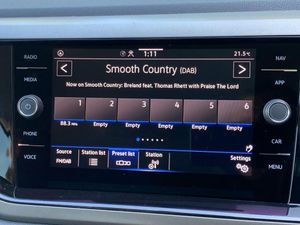 RADIO
MEDIA
PHONE
VOICE
1:11
21.5°C
Smooth Country (DAB)
Now on Smooth Country: Breland feat. Thomas Rhett with Praise The Lord
1 2 3 4 5 6
88.3 MHz Empty Empty Empty Empty Empty
Source Station list Preset list Station Settings
FM/DAB
NAV
APP
CAR
MENU